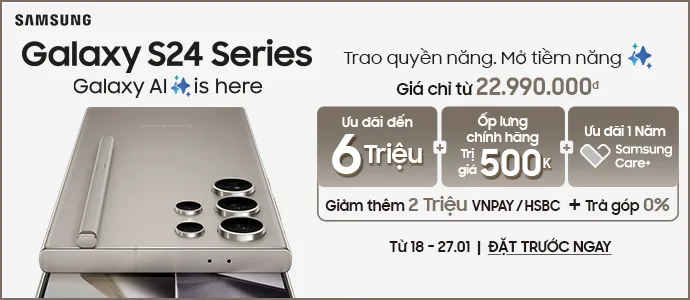 SAMSUNG
Galaxy S24 Series
Galaxy AI is here
Trao quyền năng. Mở tiềm năng
Giá chỉ từ 22.990.000đ
Ưu đãi đến
6 Triệu
+
Ốp lưng
chính hãng
Trị giá 500K
+
Ưu đãi 1 Năm
Samsung
Care+
Giảm thêm 2 Triệu VNPAY / HSBC + Trả góp 0%
Từ 18 - 27.01 | ĐẶT TRƯỚC NGAY
SAMSUNG